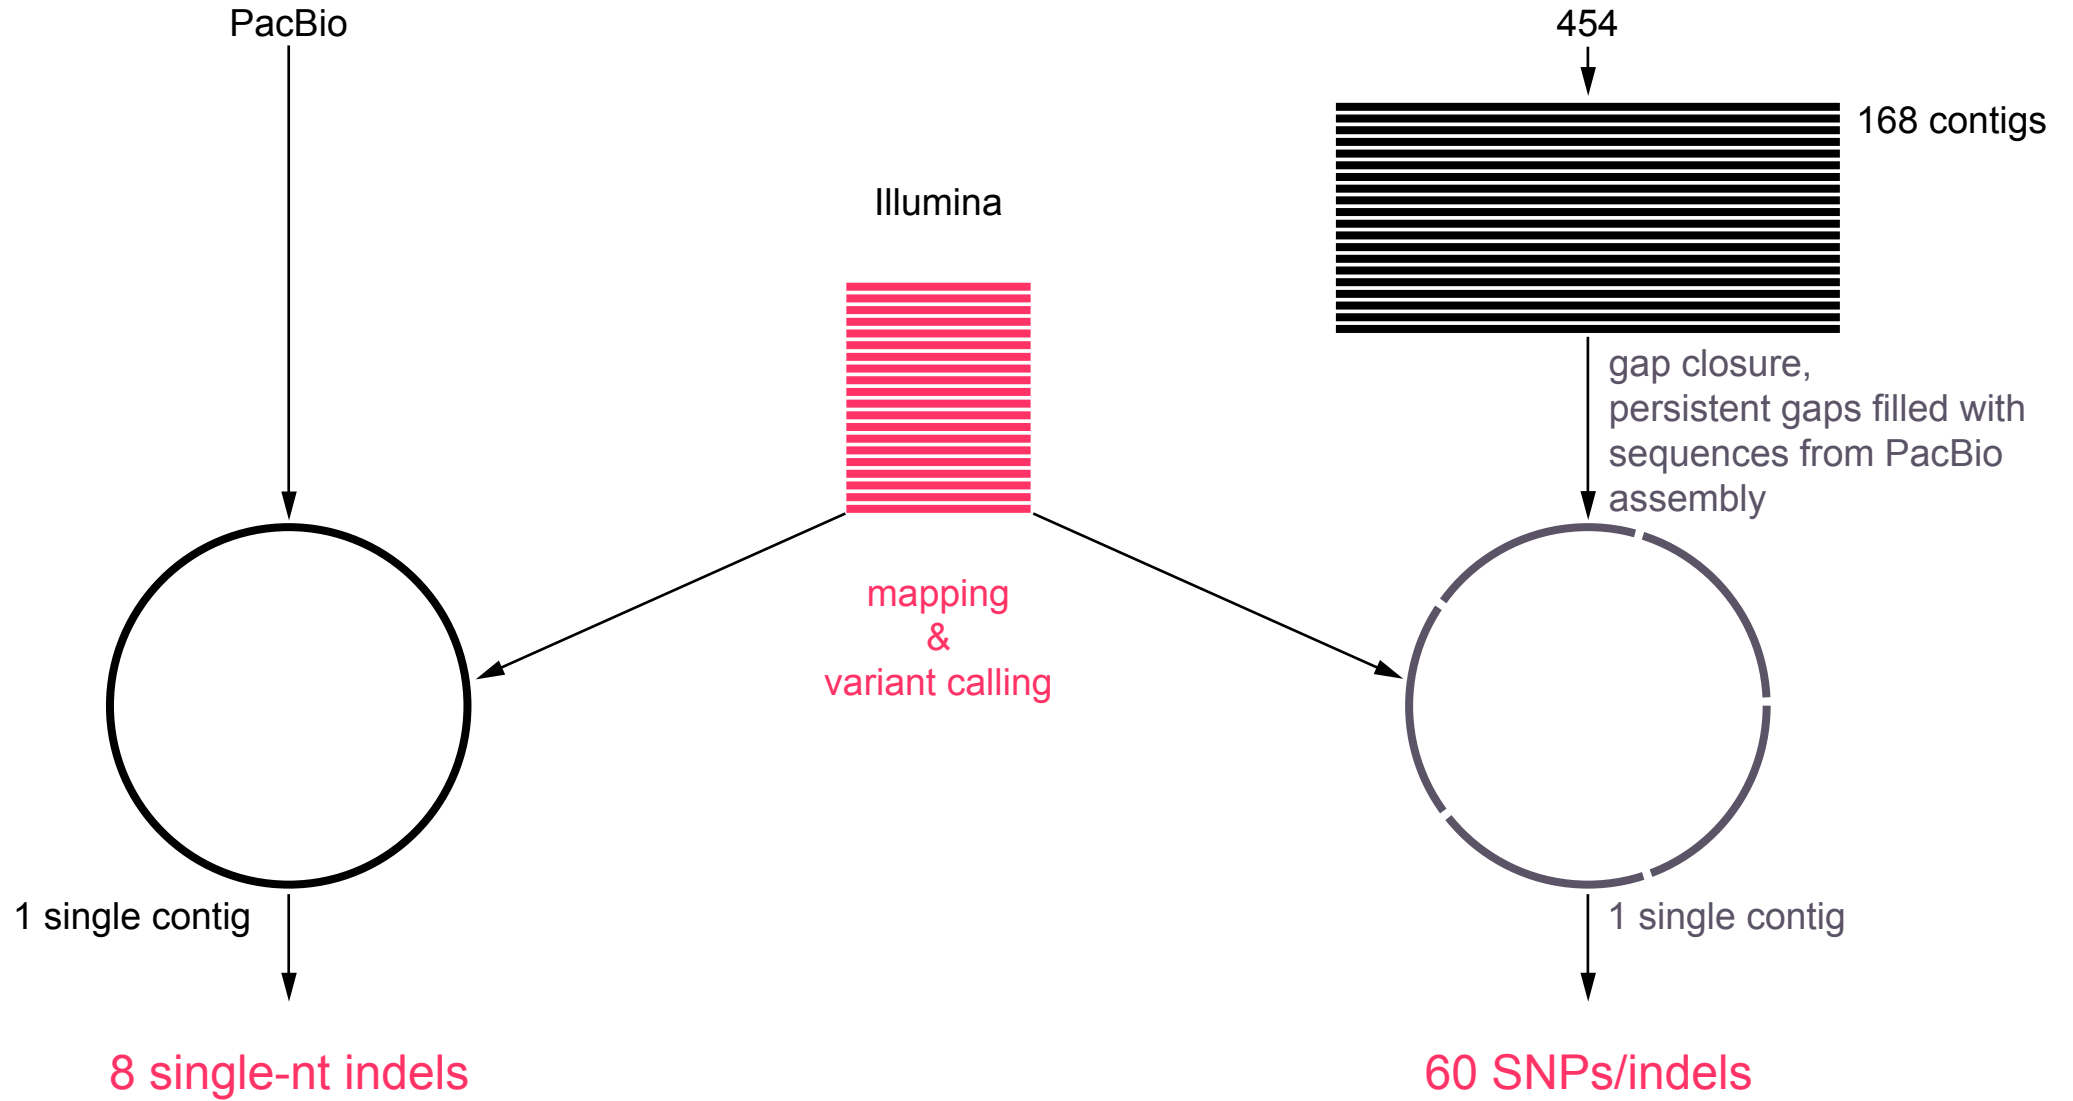 PacBio
454
168 contigs
Illumina
gap closure,
persistent gaps filled with
sequences from PacBio
assembly
mapping
&
variant calling
1 single contig
1 single contig
8 single-nt indels
60 SNPs/indels